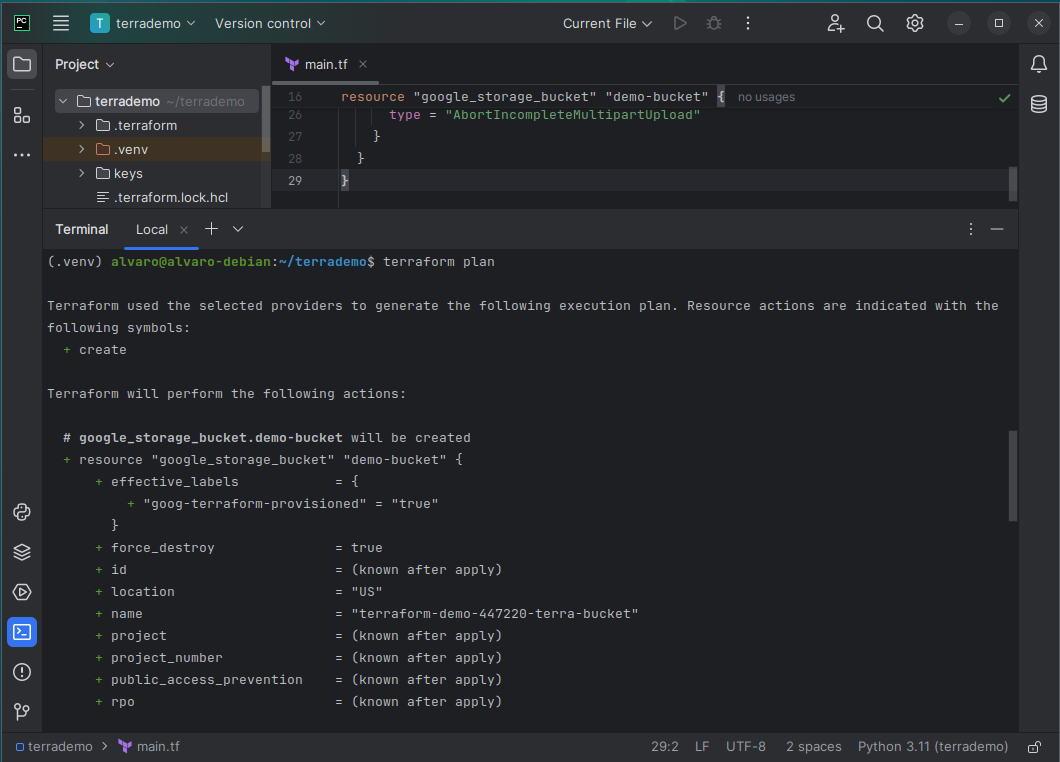 PC
T terrademo Version control Current File
Project
main.tf
terrademo ~/terrademo
.terraform
.venv
keys
.terraform.lock.hcl
16 resource "google_storage_bucket" "demo-bucket" { no usages
26 type = "AbortIncompleteMultipartUpload"
27 }
28 }
29 }
Terminal Local
(.venv) alvaro@alvaro-debian:~/terrademo$ terraform plan
Terraform used the selected providers to generate the following execution plan. Resource actions are indicated with the
following symbols:
+ create
Terraform will perform the following actions:
# google_storage_bucket.demo-bucket will be created
+ resource "google_storage_bucket" "demo-bucket" {
+ effective_labels = {
+ "goog-terraform-provisioned" = "true"
}
+ force_destroy = true
+ id = (known after apply)
+ location = "US"
+ name = "terraform-demo-447220-terra-bucket"
+ project = (known after apply)
+ project_number = (known after apply)
+ public_access_prevention = (known after apply)
+ rpo = (known after apply)
terrademo > main.tf 29:2 LF UTF-8 2 spaces Python 3.11 (terrademo)